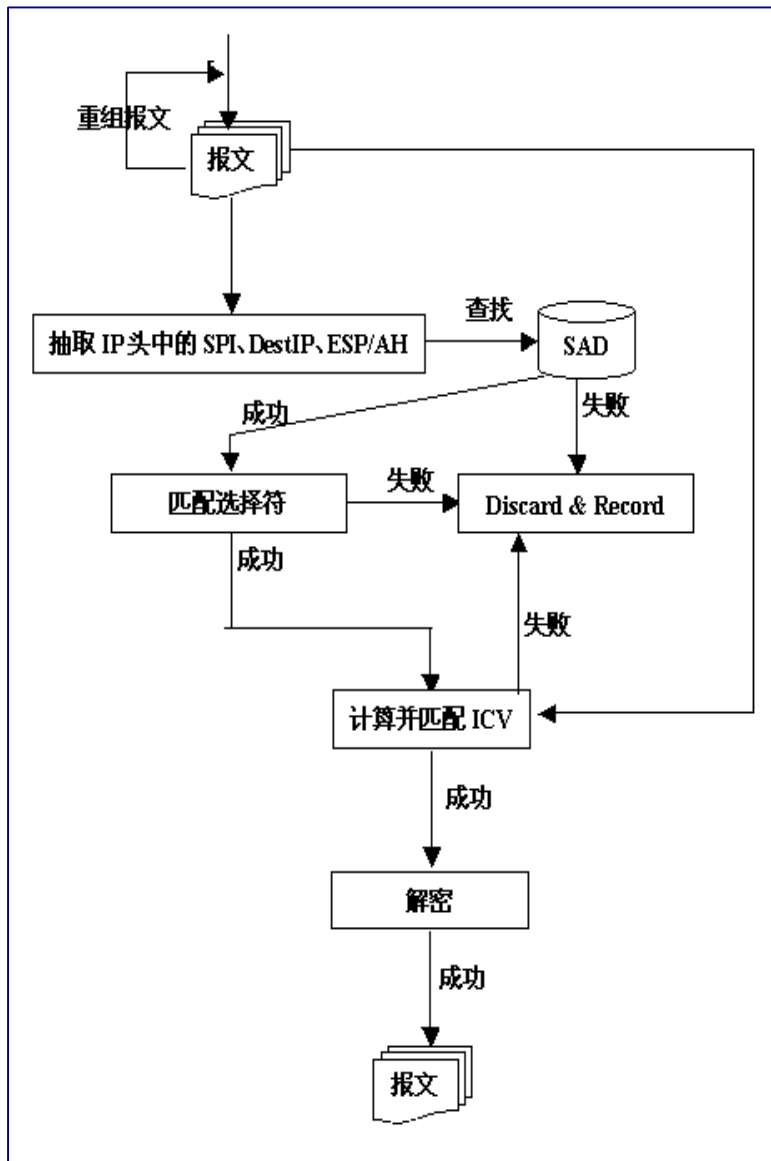 重组报文
报文
抽取 IP 头中的 SPI、DestIP、ESP/AH
查找
SAD
成功
失败
匹配选择符
失败
Discard & Record
成功
失败
计算并匹配 ICV
成功
解密
成功
报文